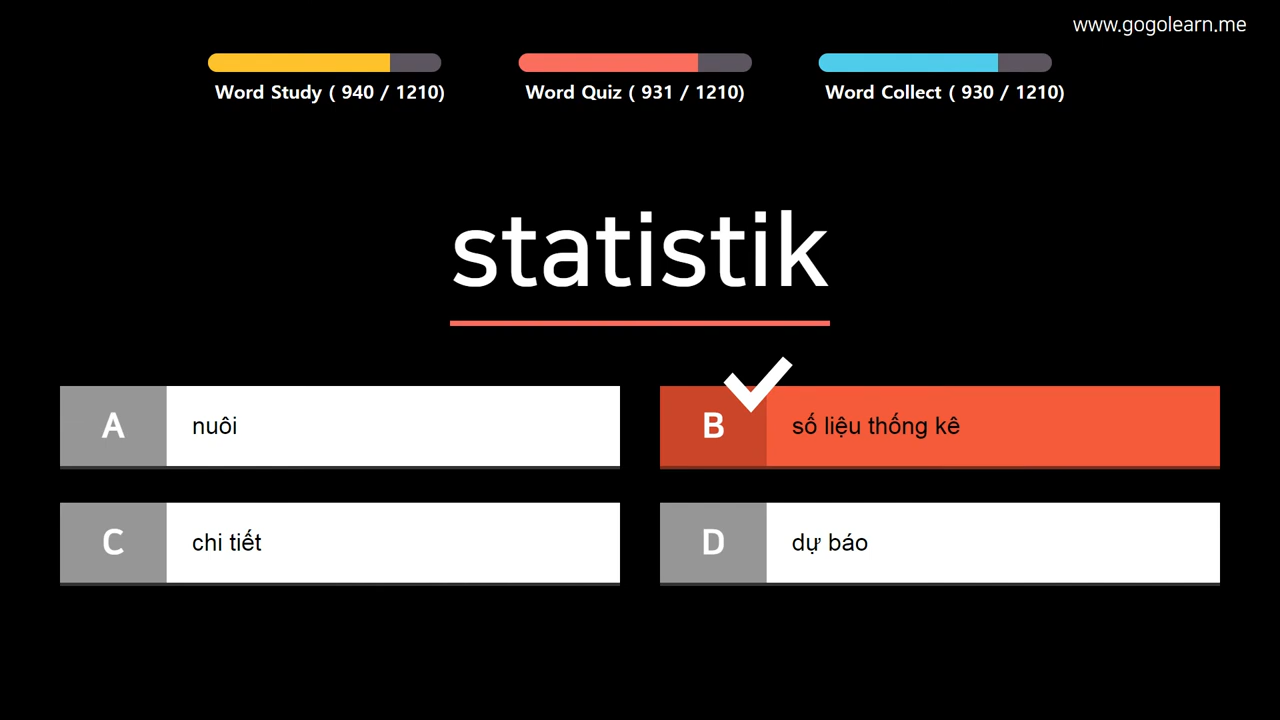 www.gogolearn.me
Word Study ( 940 / 1210)
Word Quiz ( 931 / 1210)
Word Collect ( 930 / 1210)
statistik
A nuôi
B số liệu thống kê
C chi tiết
D dự báo